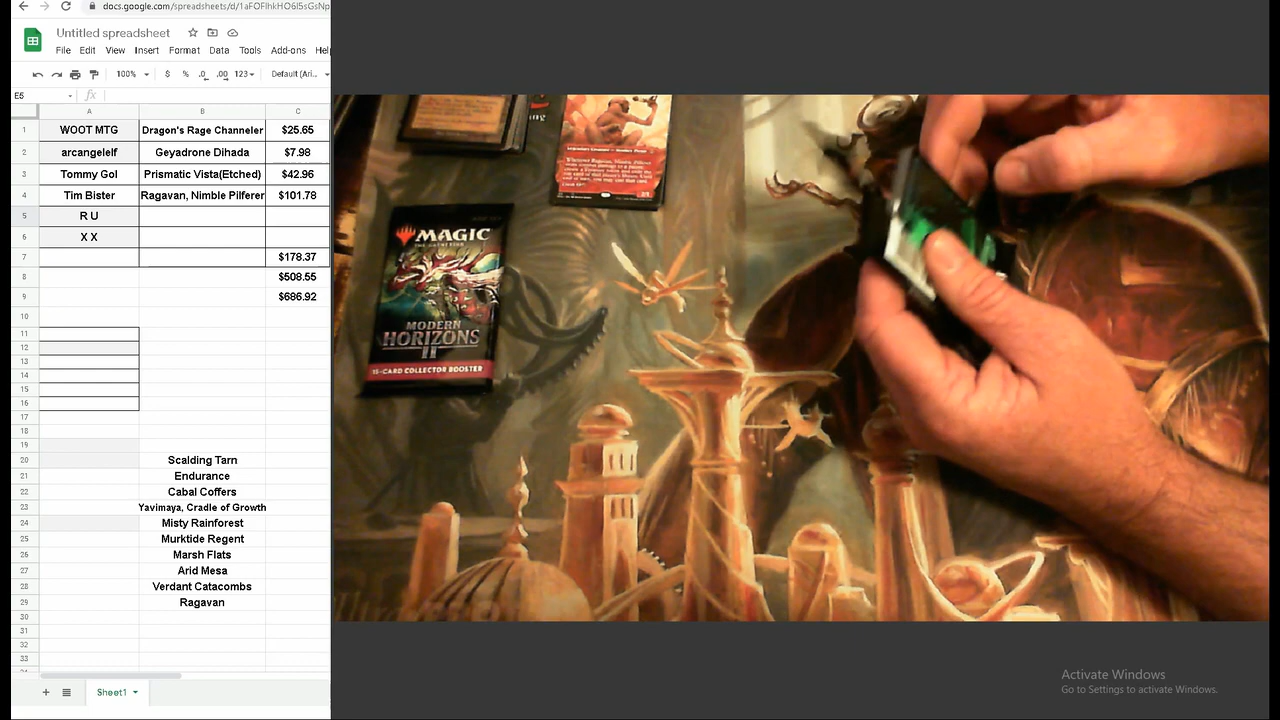 docs.google.com/spreadsheets/d/1aFOFIhkHO6I5sGsNp
Untitled spreadsheet
File Edit View Insert Format Data Tools Add-ons Help
100% $ % .0 .00 123 Default (Ari...
E5 fx
A B C
1 WOOT MTG Dragon's Rage Channeler $25.65
2 arcangelelf Geyadrone Dihada $7.98
3 Tommy Gol Prismatic Vista(Etched) $42.96
4 Tim Bister Ragavan, Nimble Pilferer $101.78
5 R U
6 X X
7 $178.37
8 $508.55
9 $686.92
10
11
12
13
14
15
16
17
18
19
20 Scalding Tarn
21 Endurance
22 Cabal Coffers
23 Yavimaya, Cradle of Growth
24 Misty Rainforest
25 Murktide Regent
26 Marsh Flats
27 Arid Mesa
28 Verdant Catacombs
29 Ragavan
30
31
32
33
Sheet1
MAGIC
THE GATHERING
MODERN
HORIZONS
II
15-CARD COLLECTOR BOOSTER
Activate Windows
Go to Settings to activate Windows.